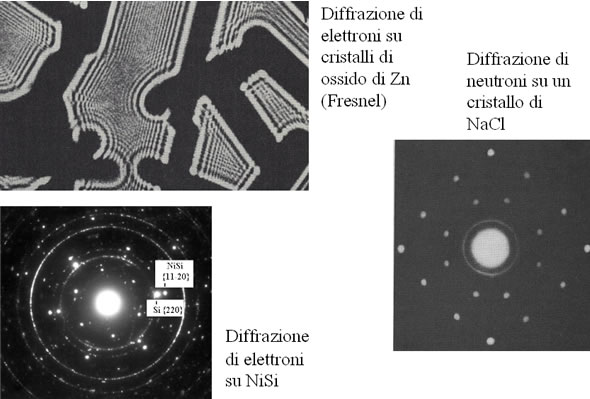 Diffrazione di
elettroni su
cristalli di
ossido di Zn
(Fresnel)
Diffrazione di
neutroni su un
cristallo di
NaCl
NiSi
{11-20}
Si {220}
Diffrazione
di elettroni
su NiSi